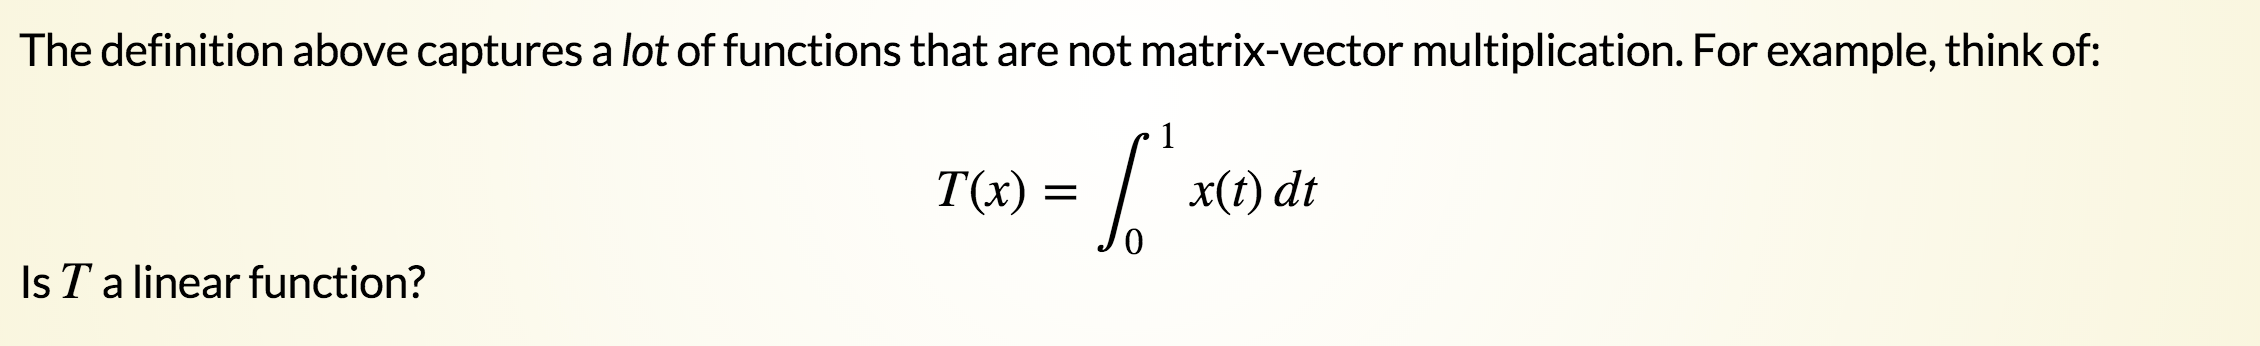 The definition above captures a lot of functions that are not matrix-vector multiplication. For example, think of:
T(x) = ∫₀¹ x(t) dt
Is T a linear function?